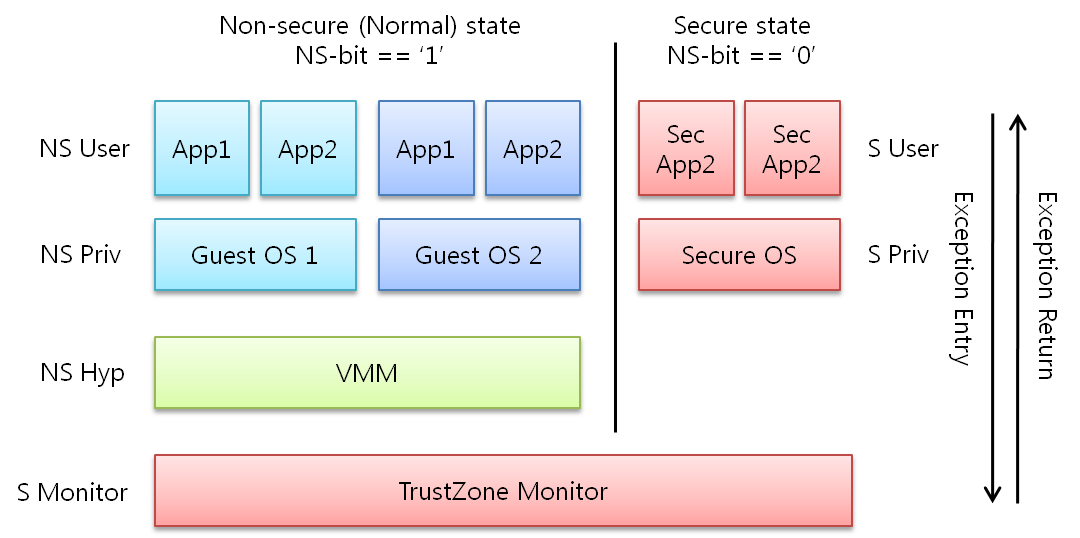 Non-secure (Normal) state
NS-bit == ‘1’
Secure state
NS-bit == ‘0’
NS User
App1
App2
App1
App2
Sec
App2
Sec
App2
S User
NS Priv
Guest OS 1
Guest OS 2
Secure OS
S Priv
Exception Entry
Exception Return
NS Hyp
VMM
S Monitor
TrustZone Monitor